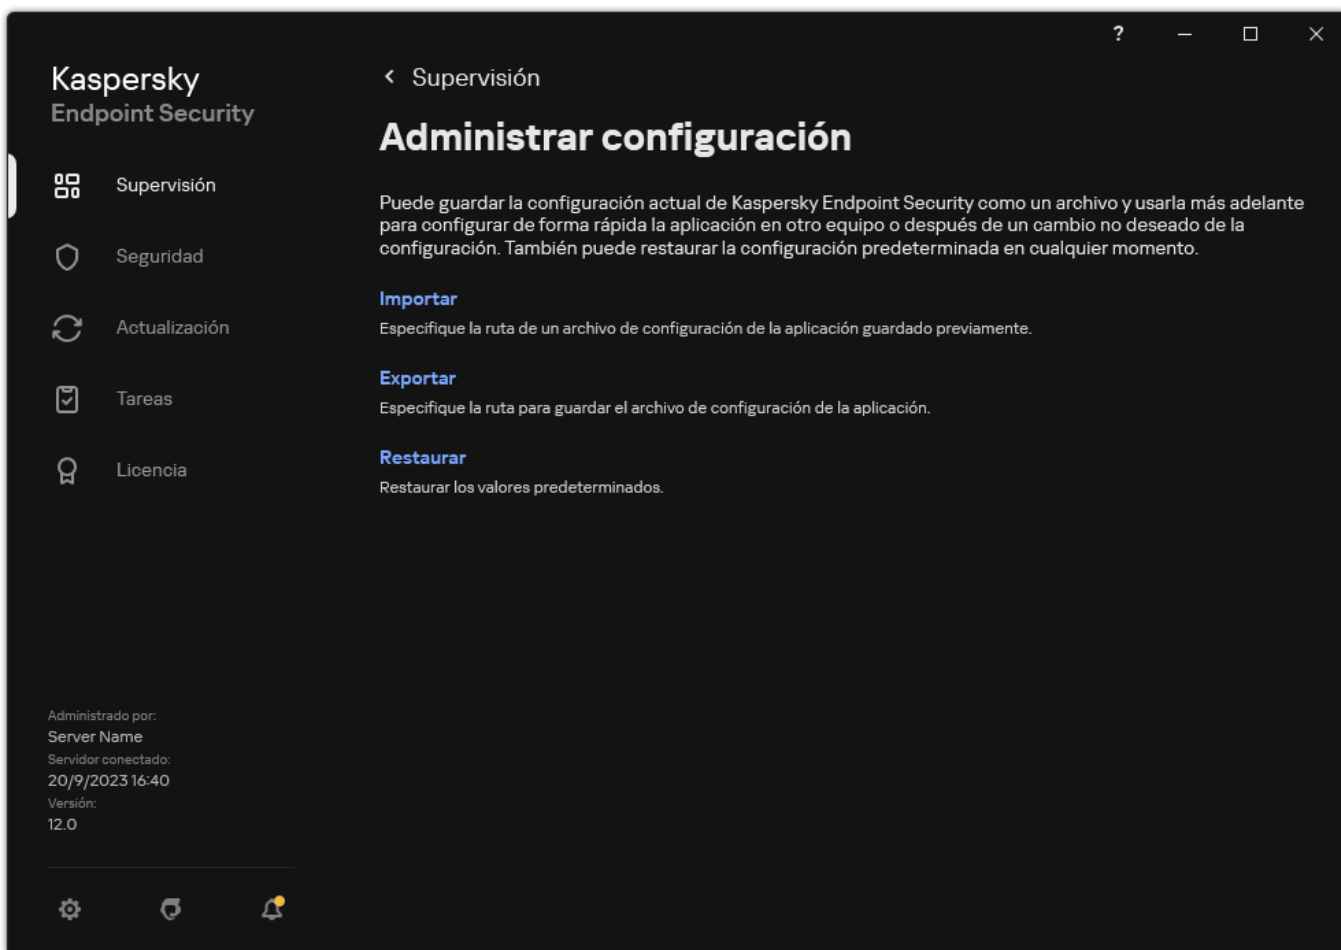 ?
Kaspersky
Endpoint Security
Supervisión
Seguridad
Actualización
Tareas
Licencia
Administrado por:
Server Name
Servidor conectado:
20/9/2023 16:40
Versión:
12.0
Supervisión
Administrar configuración
Puede guardar la configuración actual de Kaspersky Endpoint Security como un archivo y usarla más adelante
para configurar de forma rápida la aplicación en otro equipo o después de un cambio no deseado de la
configuración. También puede restaurar la configuración predeterminada en cualquier momento.
Importar
Especifique la ruta de un archivo de configuración de la aplicación guardado previamente.
Exportar
Especifique la ruta para guardar el archivo de configuración de la aplicación.
Restaurar
Restaurar los valores predeterminados.